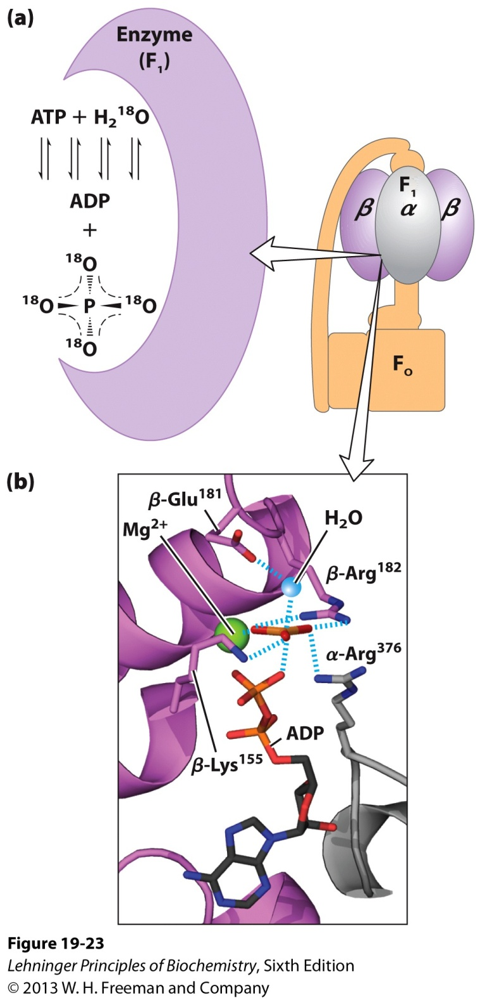 (a)
Enzyme
(F₁)
ATP + H₂¹⁸O
ADP
+
¹⁸O
¹⁸O P ¹⁸O
¹⁸O
F₁
β α β
Fₒ
(b)
β-Glu¹⁸¹
Mg²⁺
H₂O
β-Arg¹⁸²
α-Arg³⁷⁶
ADP
β-Lys¹⁵⁵
Figure 19-23
Lehninger Principles of Biochemistry, Sixth Edition
© 2013 W. H. Freeman and Company